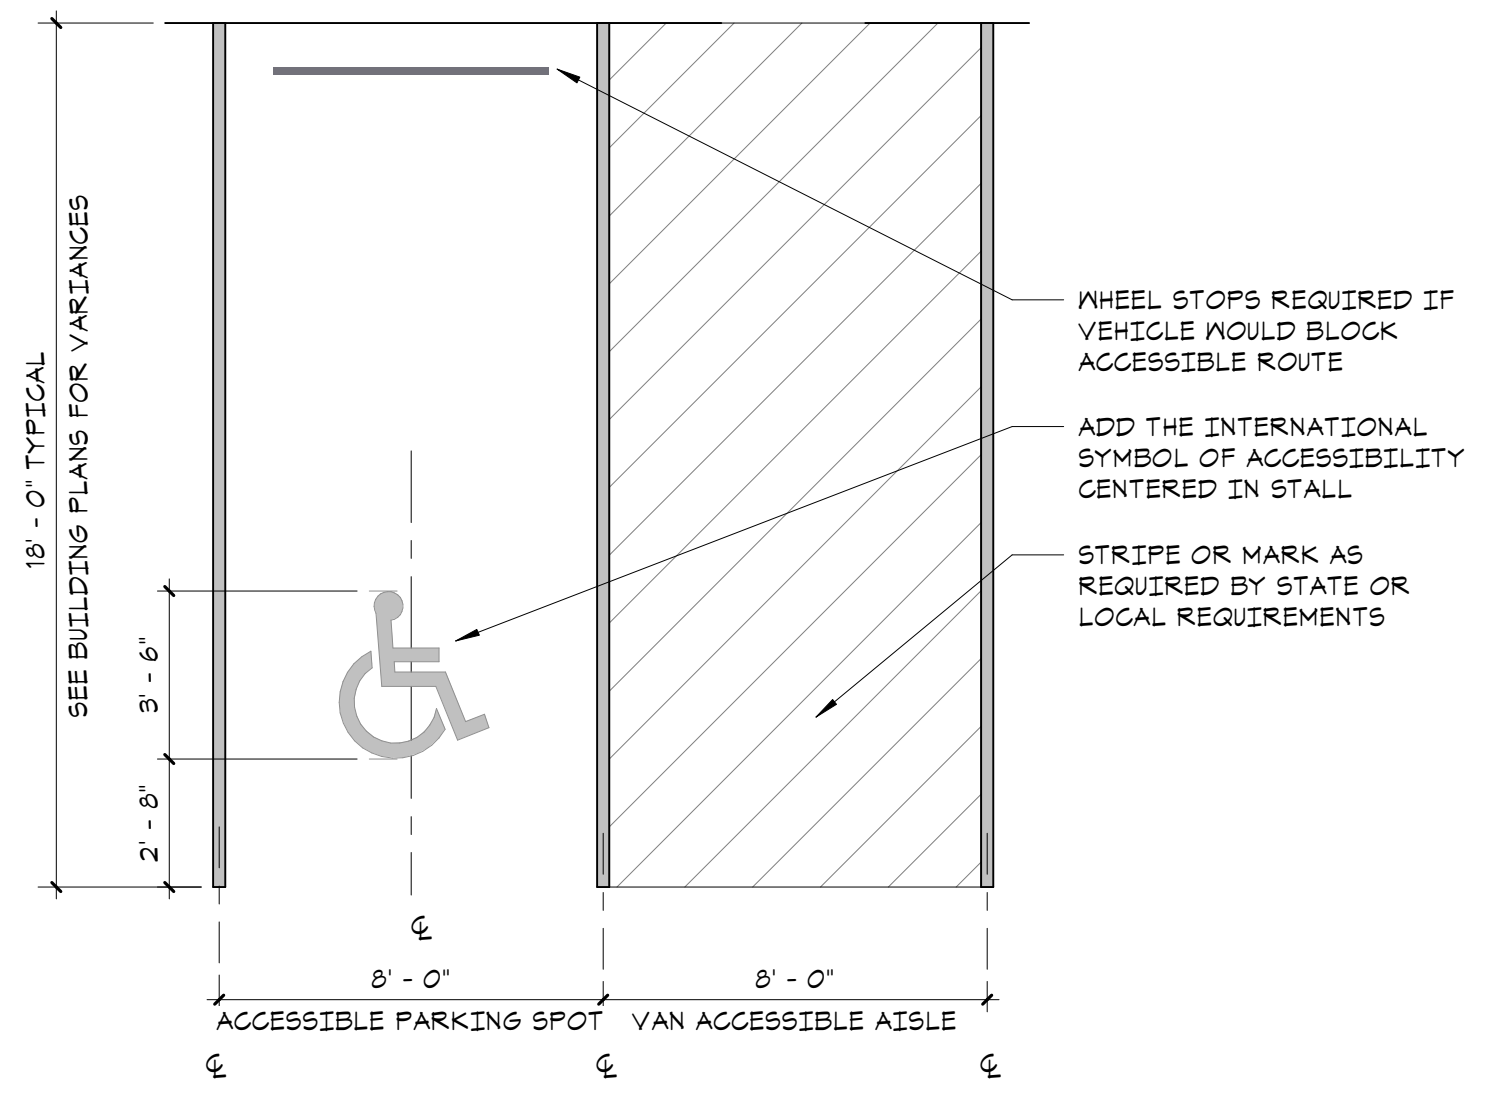 18' - 0" TYPICAL
SEE BUILDING PLANS FOR VARIANCES
3' - 6"
2' - 8"
WHEEL STOPS REQUIRED IF
VEHICLE WOULD BLOCK
ACCESSIBLE ROUTE
ADD THE INTERNATIONAL
SYMBOL OF ACCESSIBILITY
CENTERED IN STALL
STRIPE OR MARK AS
REQUIRED BY STATE OR
LOCAL REQUIREMENTS
℄
8' - 0" 8' - 0"
ACCESSIBLE PARKING SPOT VAN ACCESSIBLE AISLE
℄ ℄ ℄